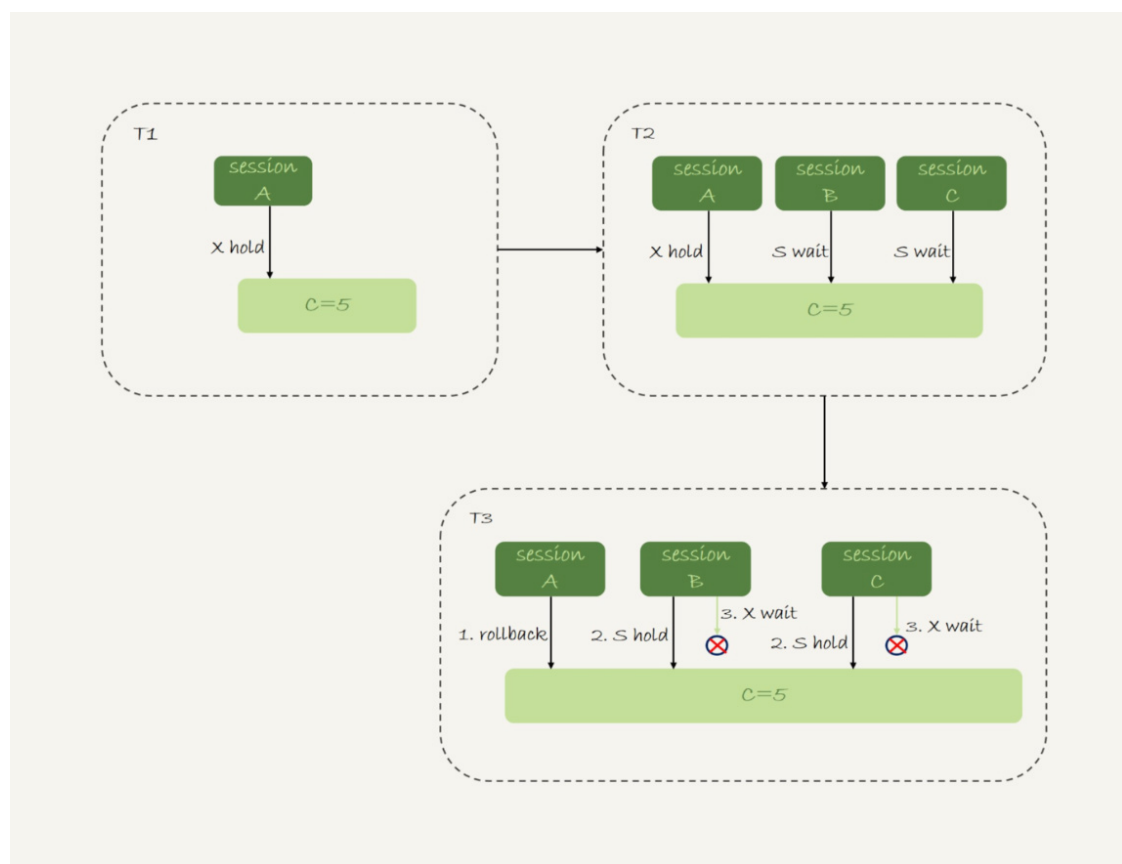 T1
session
A
X hold
C=5
T2
session
A
session
B
session
C
X hold
S wait
S wait
C=5
T3
session
A
session
B
session
C
1. rollback
2. S hold
3. X wait
2. S hold
3. X wait
C=5